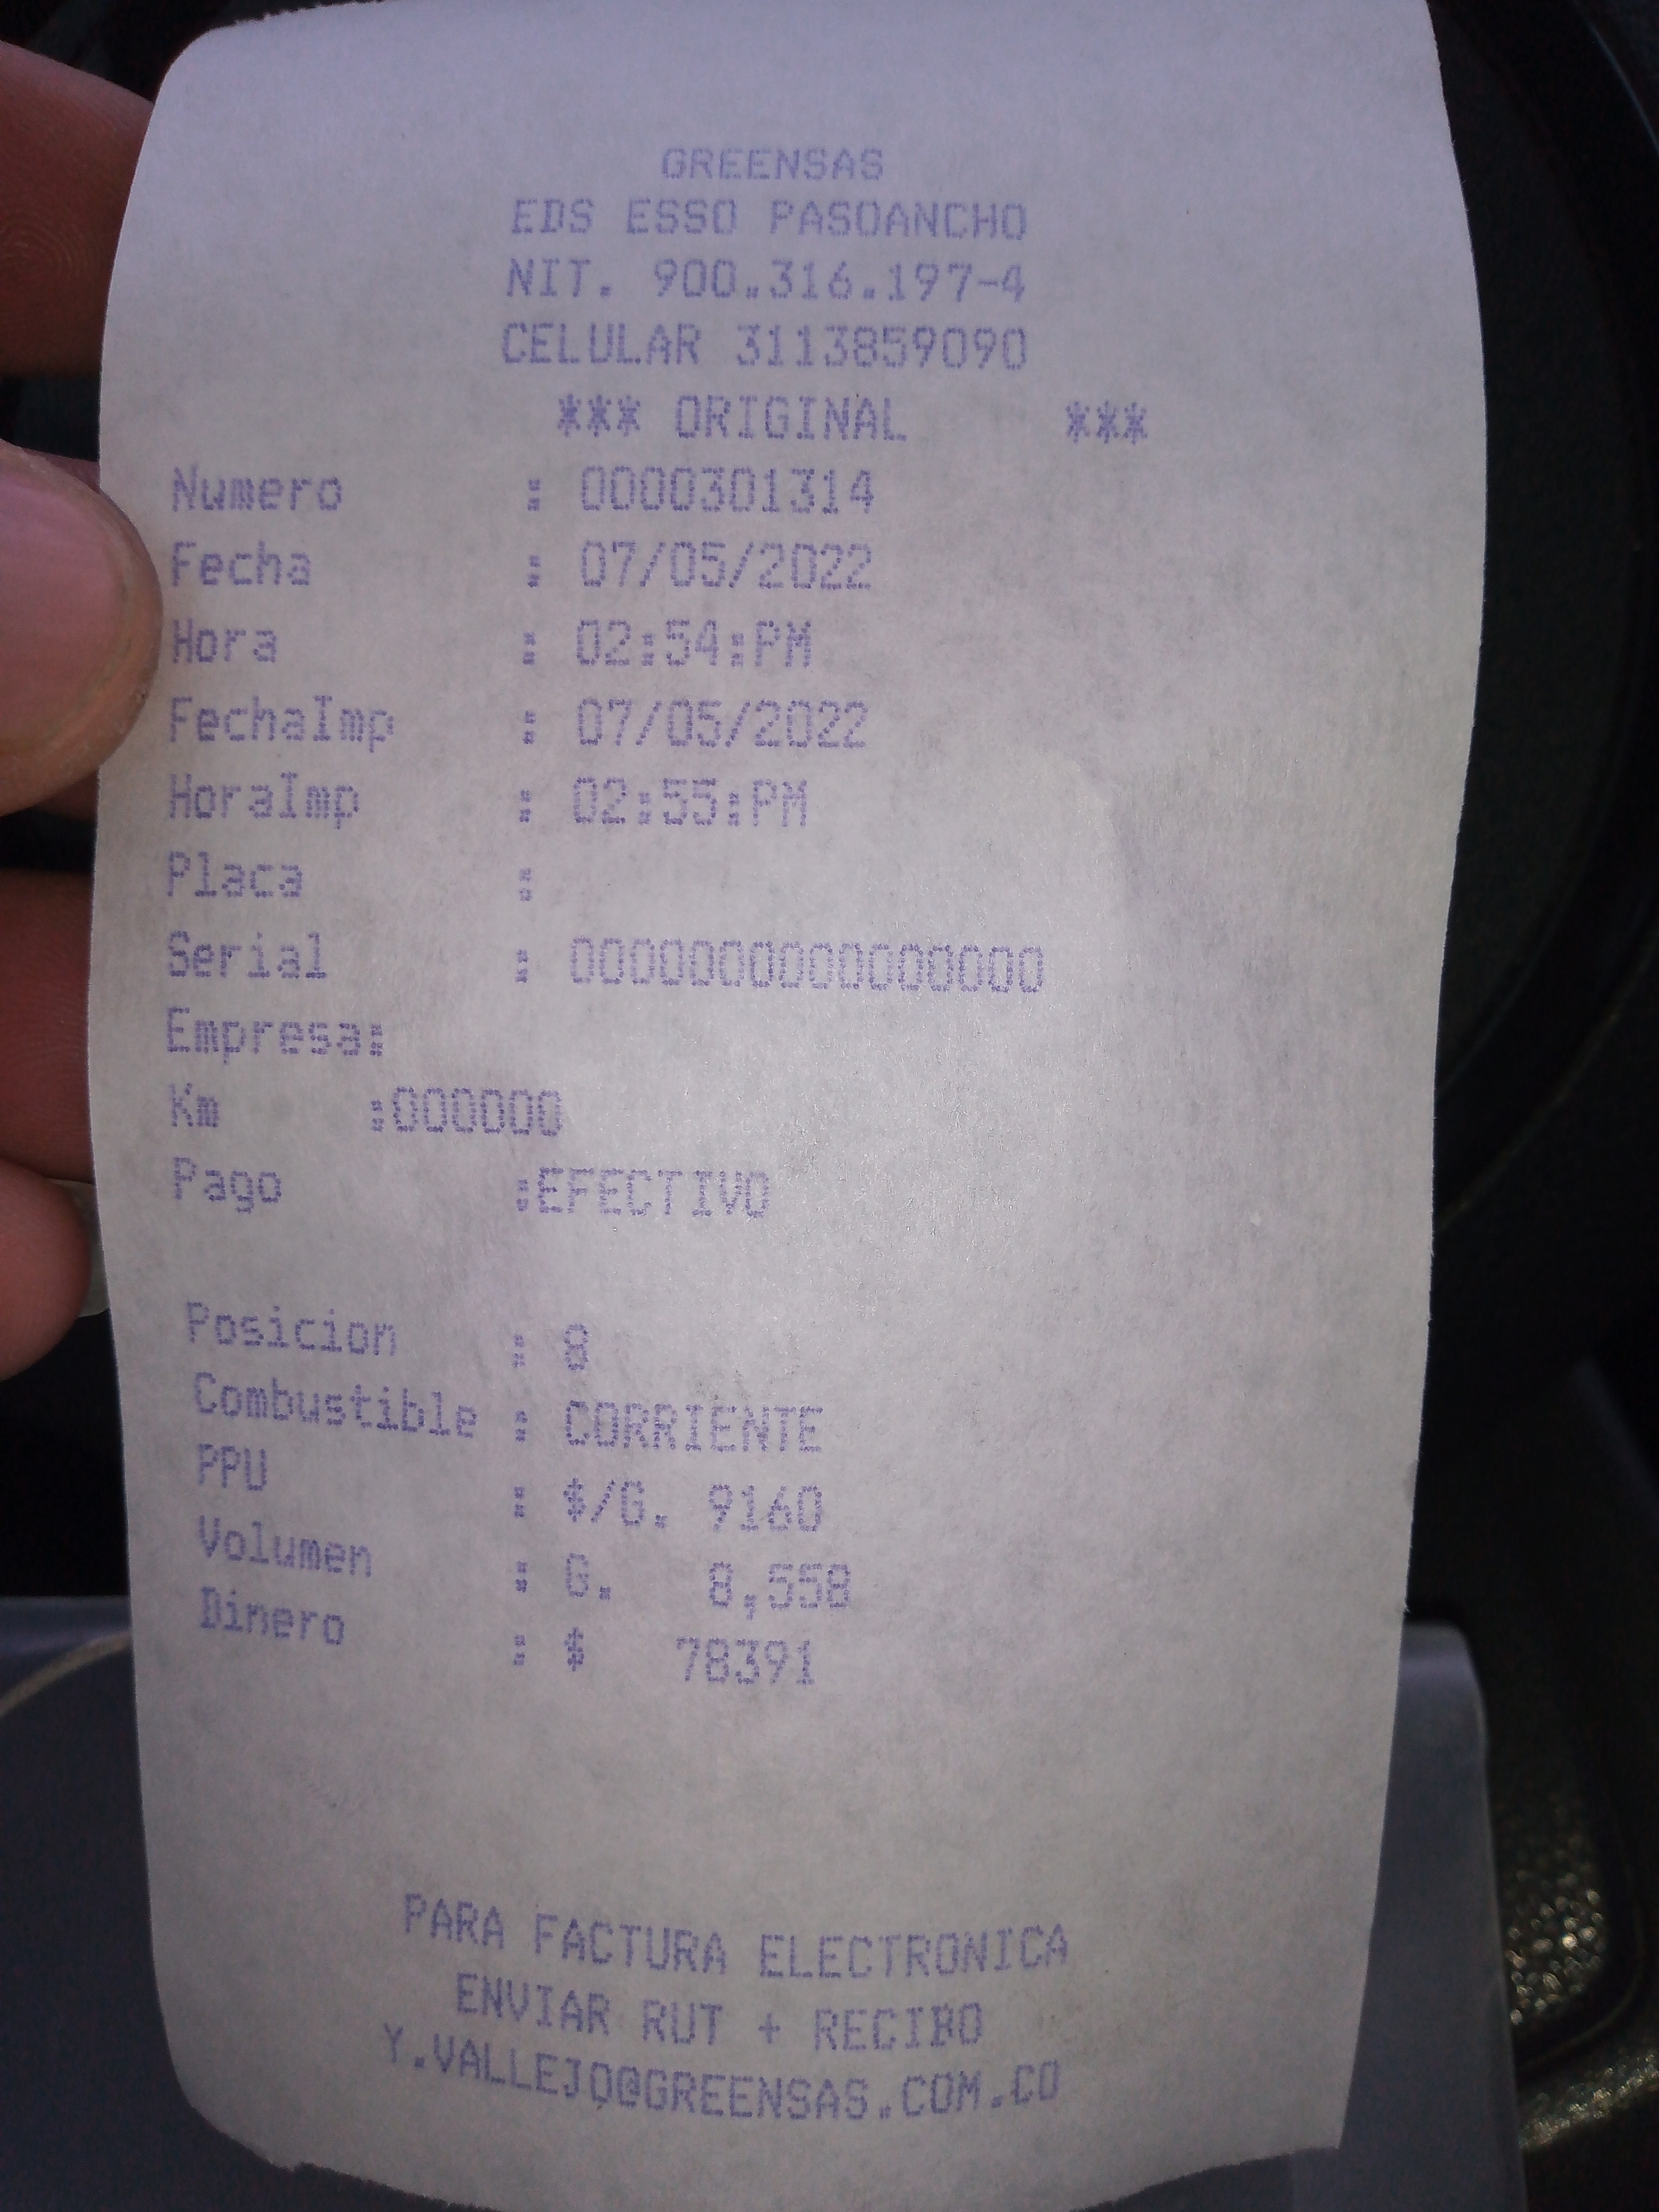 GREENSAS
EDS ESSO PASOANCHO
NIT. 900.316.197-4
CELULAR 3113859090
*** ORIGINAL ***
Numero : 0000301314
Fecha : 07/05/2022
Hora : 02:54:PM
FechaImp : 07/05/2022
HoraImp : 02:55:PM
Placa :
Serial : 0000000000000000
Empresa:
Km :000000
Pago :EFECTIVO
Posicion : 8
Combustible : CORRIENTE
PPU : $/G. 9160
Volumen : G. 8,558
Dinero : $ 78391
PARA FACTURA ELECTRONICA
ENVIAR RUT + RECIBO
Y.VALLEJO@GREENSAS.COM.CO